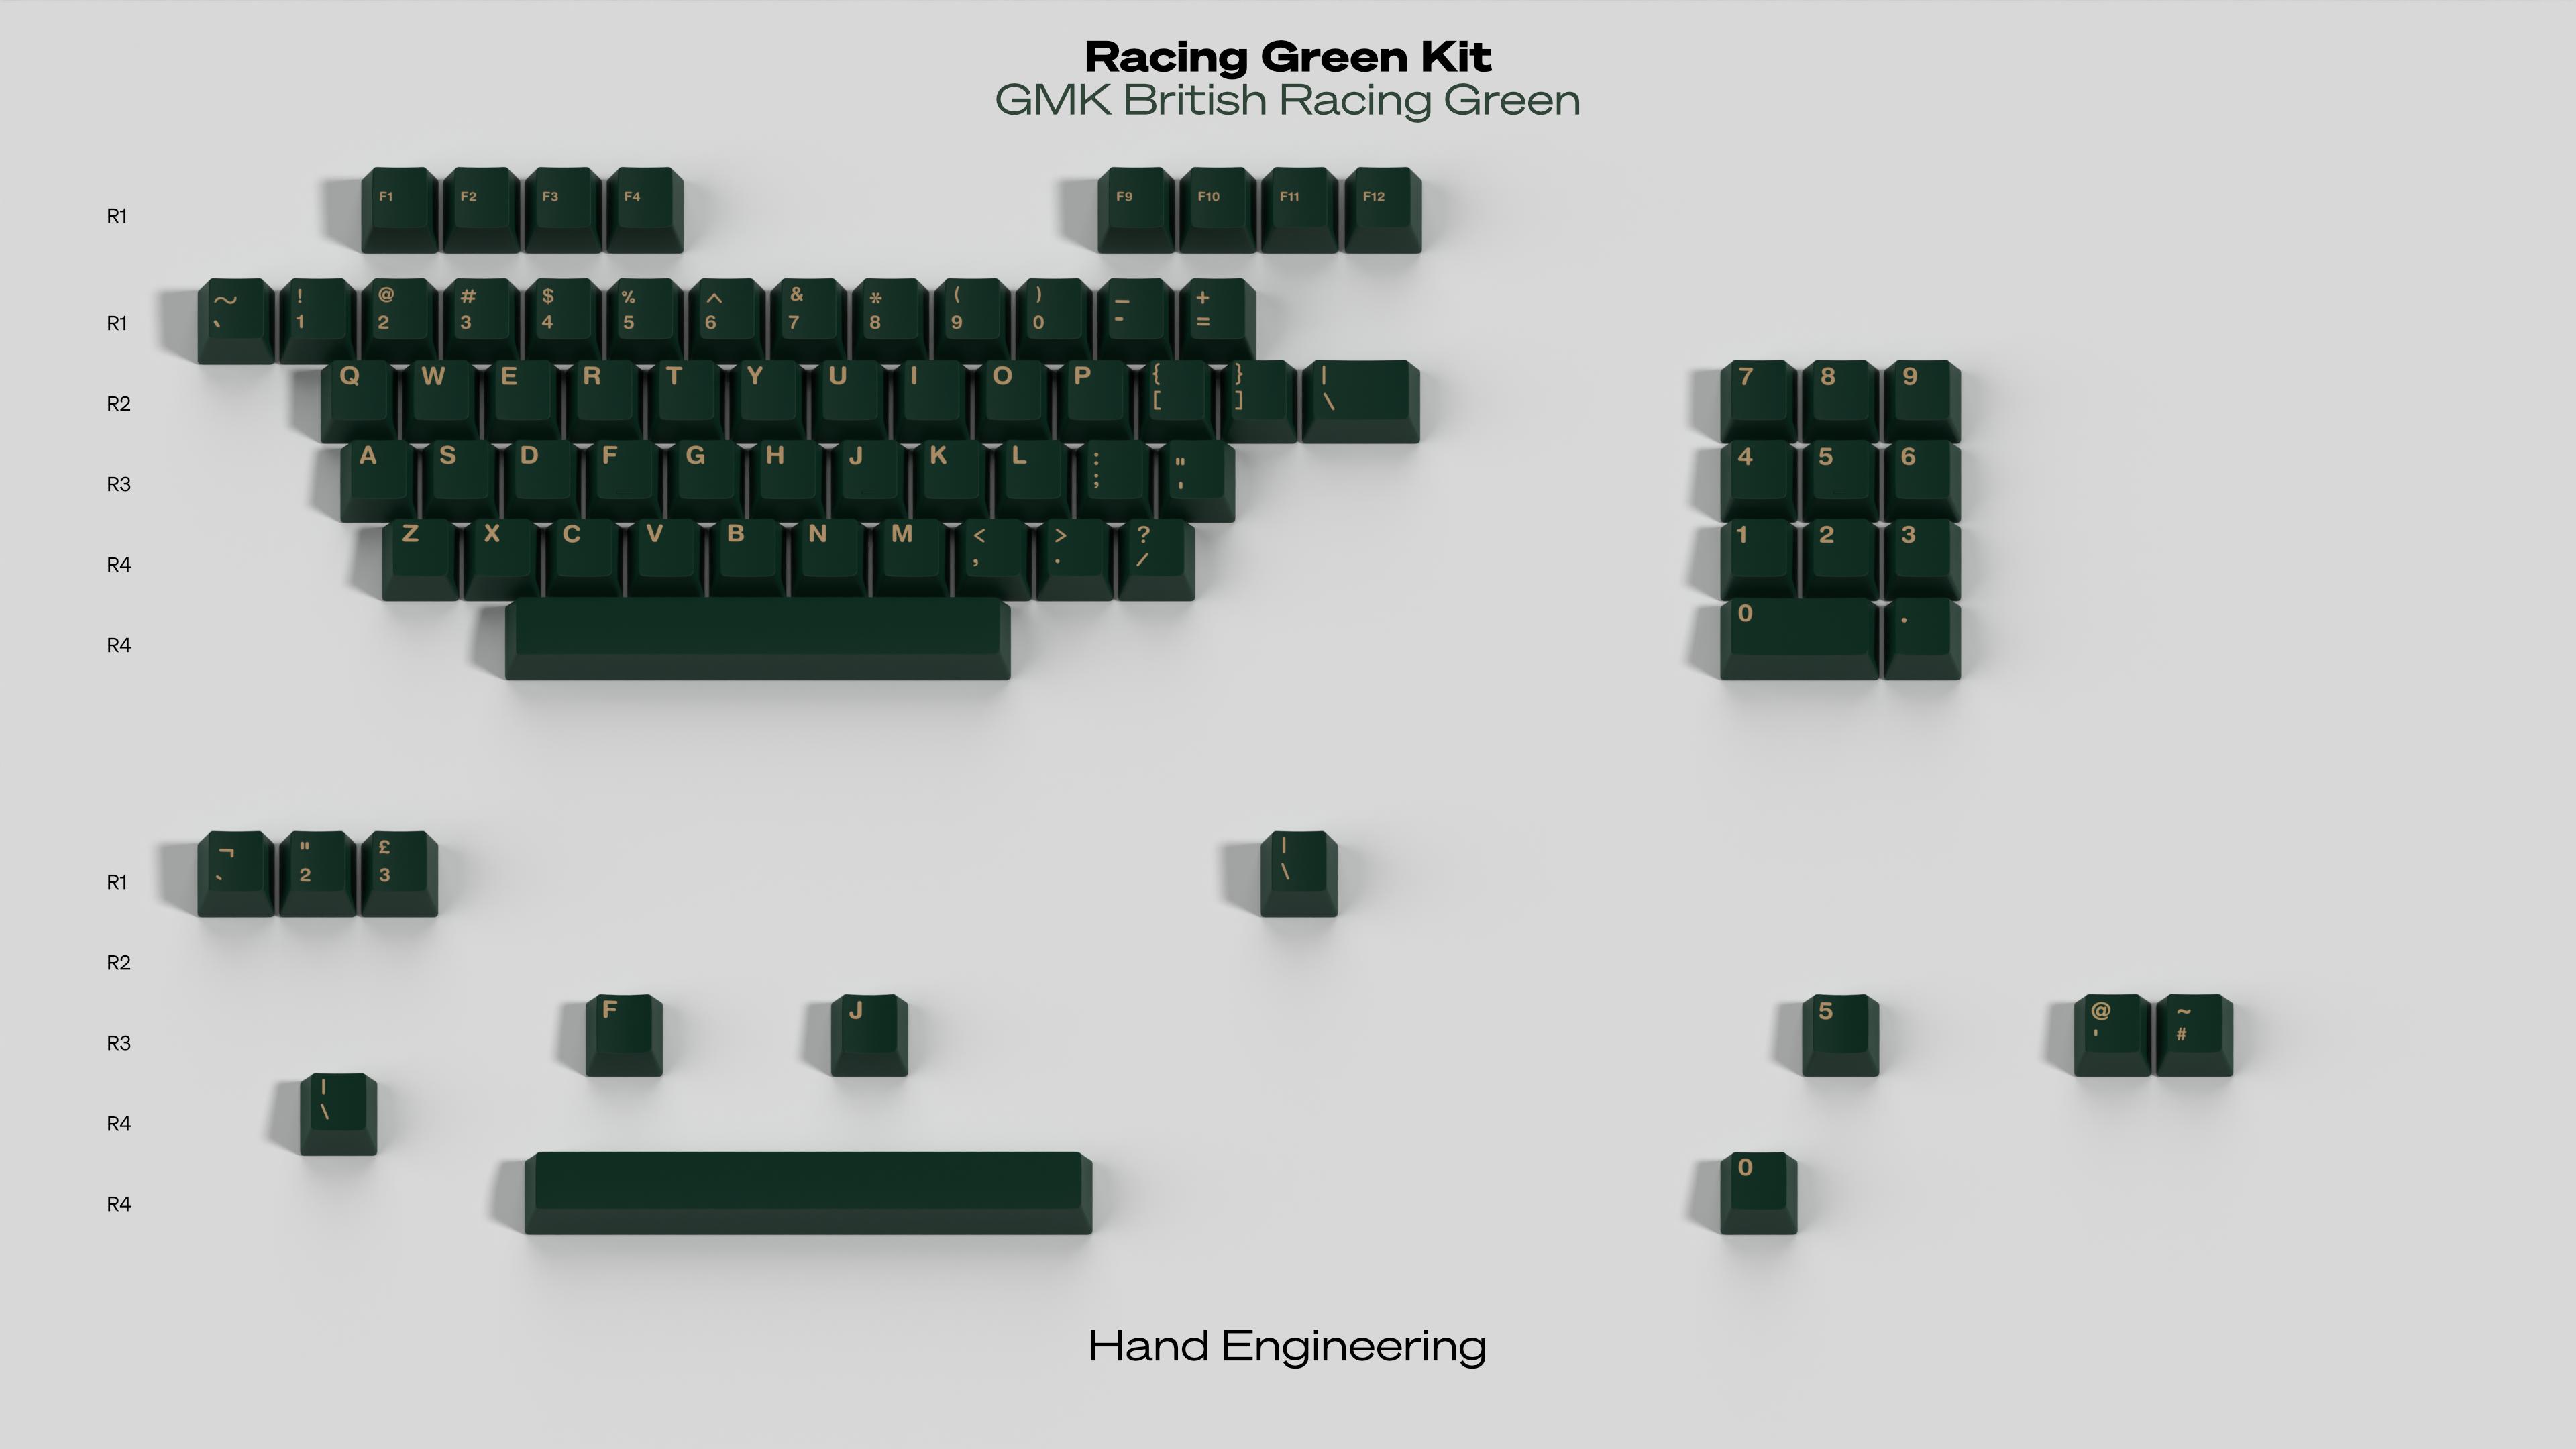 Racing Green Kit
GMK British Racing Green
R1 F1 F2 F3 F4 F9 F10 F11 F12
~ ! @ # $ % ^ & * ( ) _ +
R1 ` 1 2 3 4 5 6 7 8 9 0 - =
Q W E R T Y U I O P { } | 7 8 9
R2 [ ] \
A S D F G H J K L : " 4 5 6
R3 ; '
Z X C V B N M < > ? 1 2 3
R4 , . /
R4 0 .
¬ " £ |
R1 ` 2 3 \
R2
F J 5 @ ~
R3 ' #
|
R4 \
R4 0
Hand Engineering